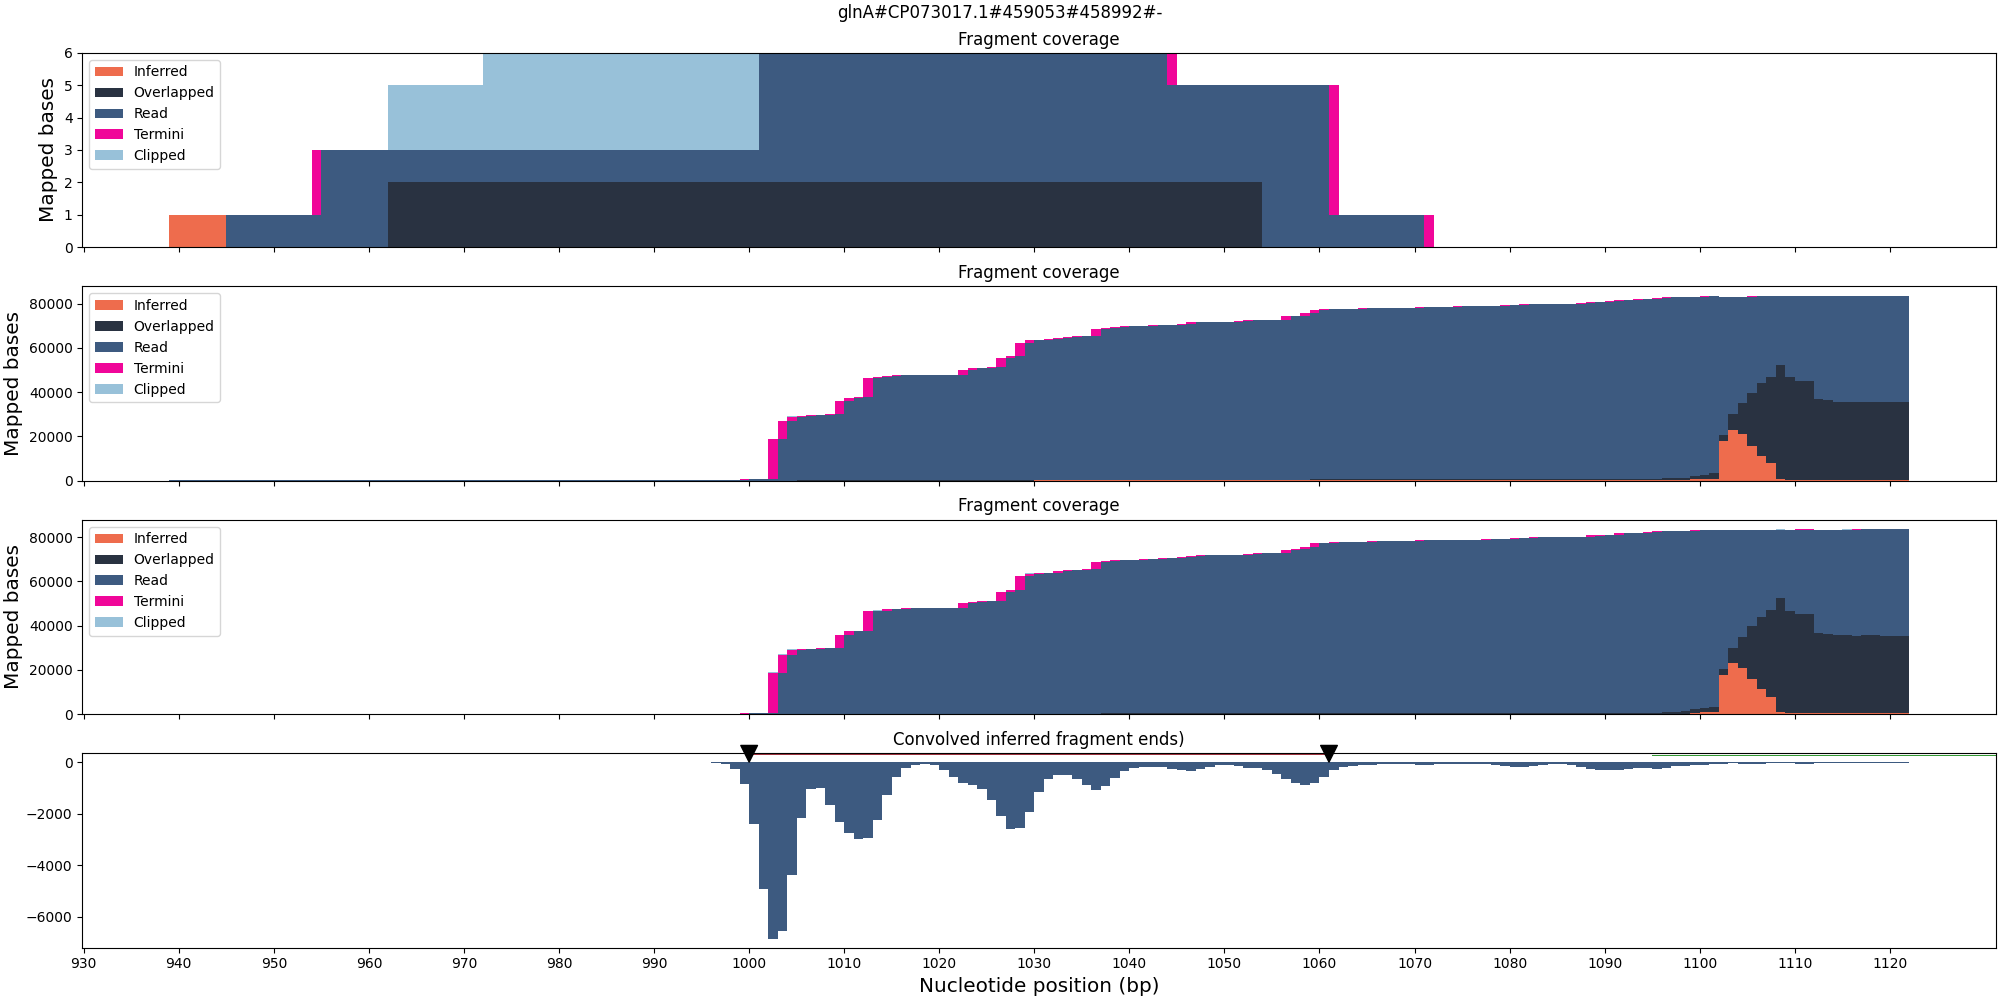 glnA#CP073017.1#459053#458992#-
Fragment coverage
Mapped bases
6
5
4
3
2
1
0
Inferred
Overlapped
Read
Termini
Clipped
Fragment coverage
Mapped bases
80000
60000
40000
20000
0
Inferred
Overlapped
Read
Termini
Clipped
Fragment coverage
Mapped bases
80000
60000
40000
20000
0
Inferred
Overlapped
Read
Termini
Clipped
Convolved inferred fragment ends)
0
−2000
−4000
−6000
930 940 950 960 970 980 990 1000 1010 1020 1030 1040 1050 1060 1070 1080 1090 1100 1110 1120
Nucleotide position (bp)